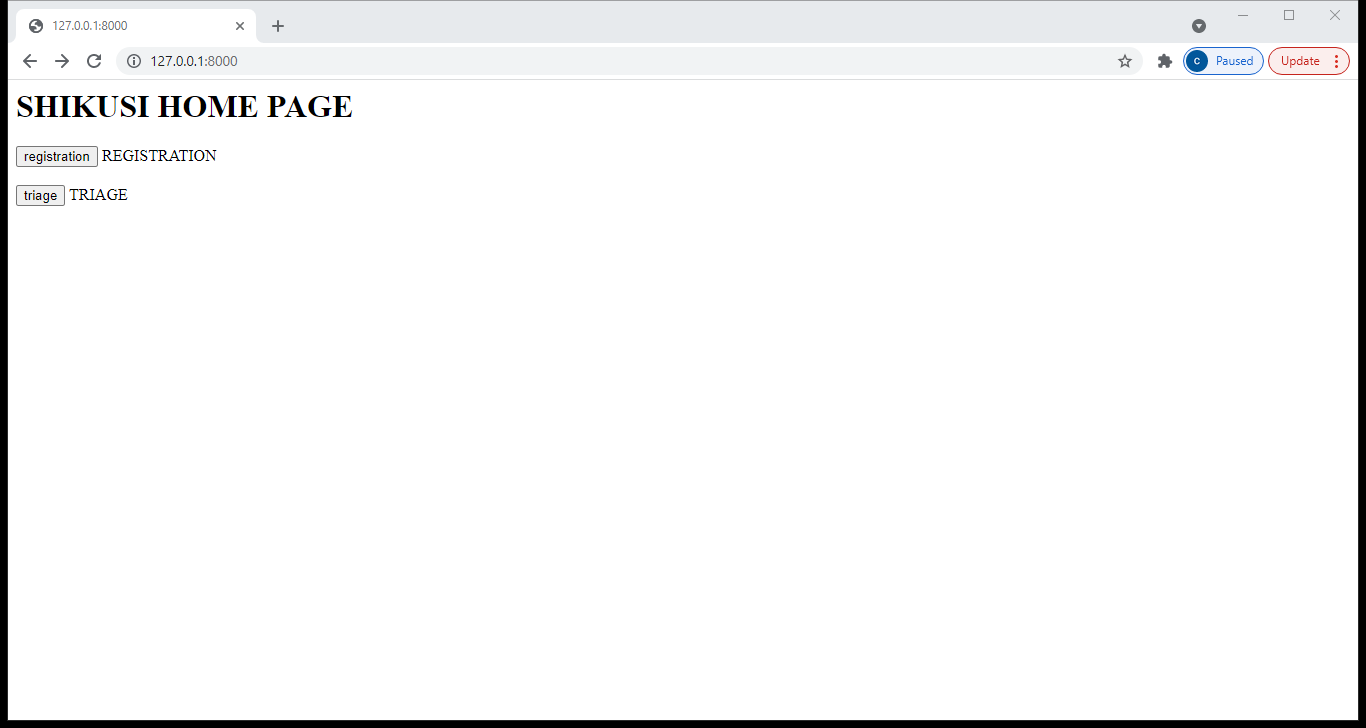 127.0.0.1:8000
127.0.0.1:8000
C Paused Update
SHIKUSI HOME PAGE
registration REGISTRATION
triage TRIAGE